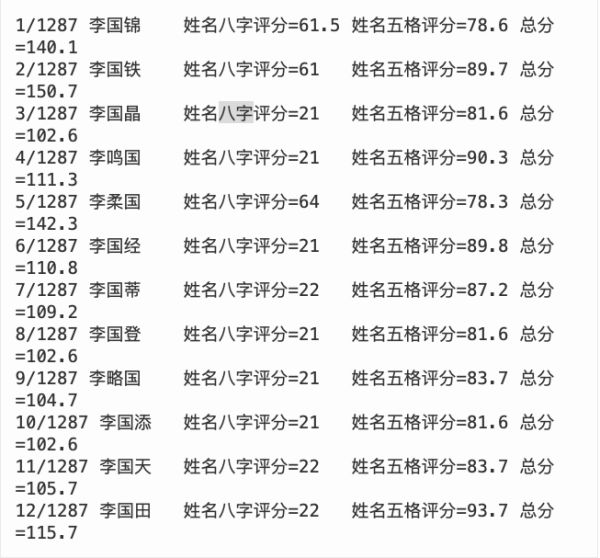 1/1287 李国锦 姓名八字评分=61.5 姓名五格评分=78.6 总分
=140.1
2/1287 李国铁 姓名八字评分=61 姓名五格评分=89.7 总分
=150.7
3/1287 李国晶 姓名八字评分=21 姓名五格评分=81.6 总分
=102.6
4/1287 李鸣国 姓名八字评分=21 姓名五格评分=90.3 总分
=111.3
5/1287 李柔国 姓名八字评分=64 姓名五格评分=78.3 总分
=142.3
6/1287 李国经 姓名八字评分=21 姓名五格评分=89.8 总分
=110.8
7/1287 李国蒂 姓名八字评分=22 姓名五格评分=87.2 总分
=109.2
8/1287 李国登 姓名八字评分=21 姓名五格评分=81.6 总分
=102.6
9/1287 李略国 姓名八字评分=21 姓名五格评分=83.7 总分
=104.7
10/1287 李国添 姓名八字评分=21 姓名五格评分=81.6 总分
=102.6
11/1287 李国天 姓名八字评分=22 姓名五格评分=83.7 总分
=105.7
12/1287 李国田 姓名八字评分=22 姓名五格评分=93.7 总分
=115.7